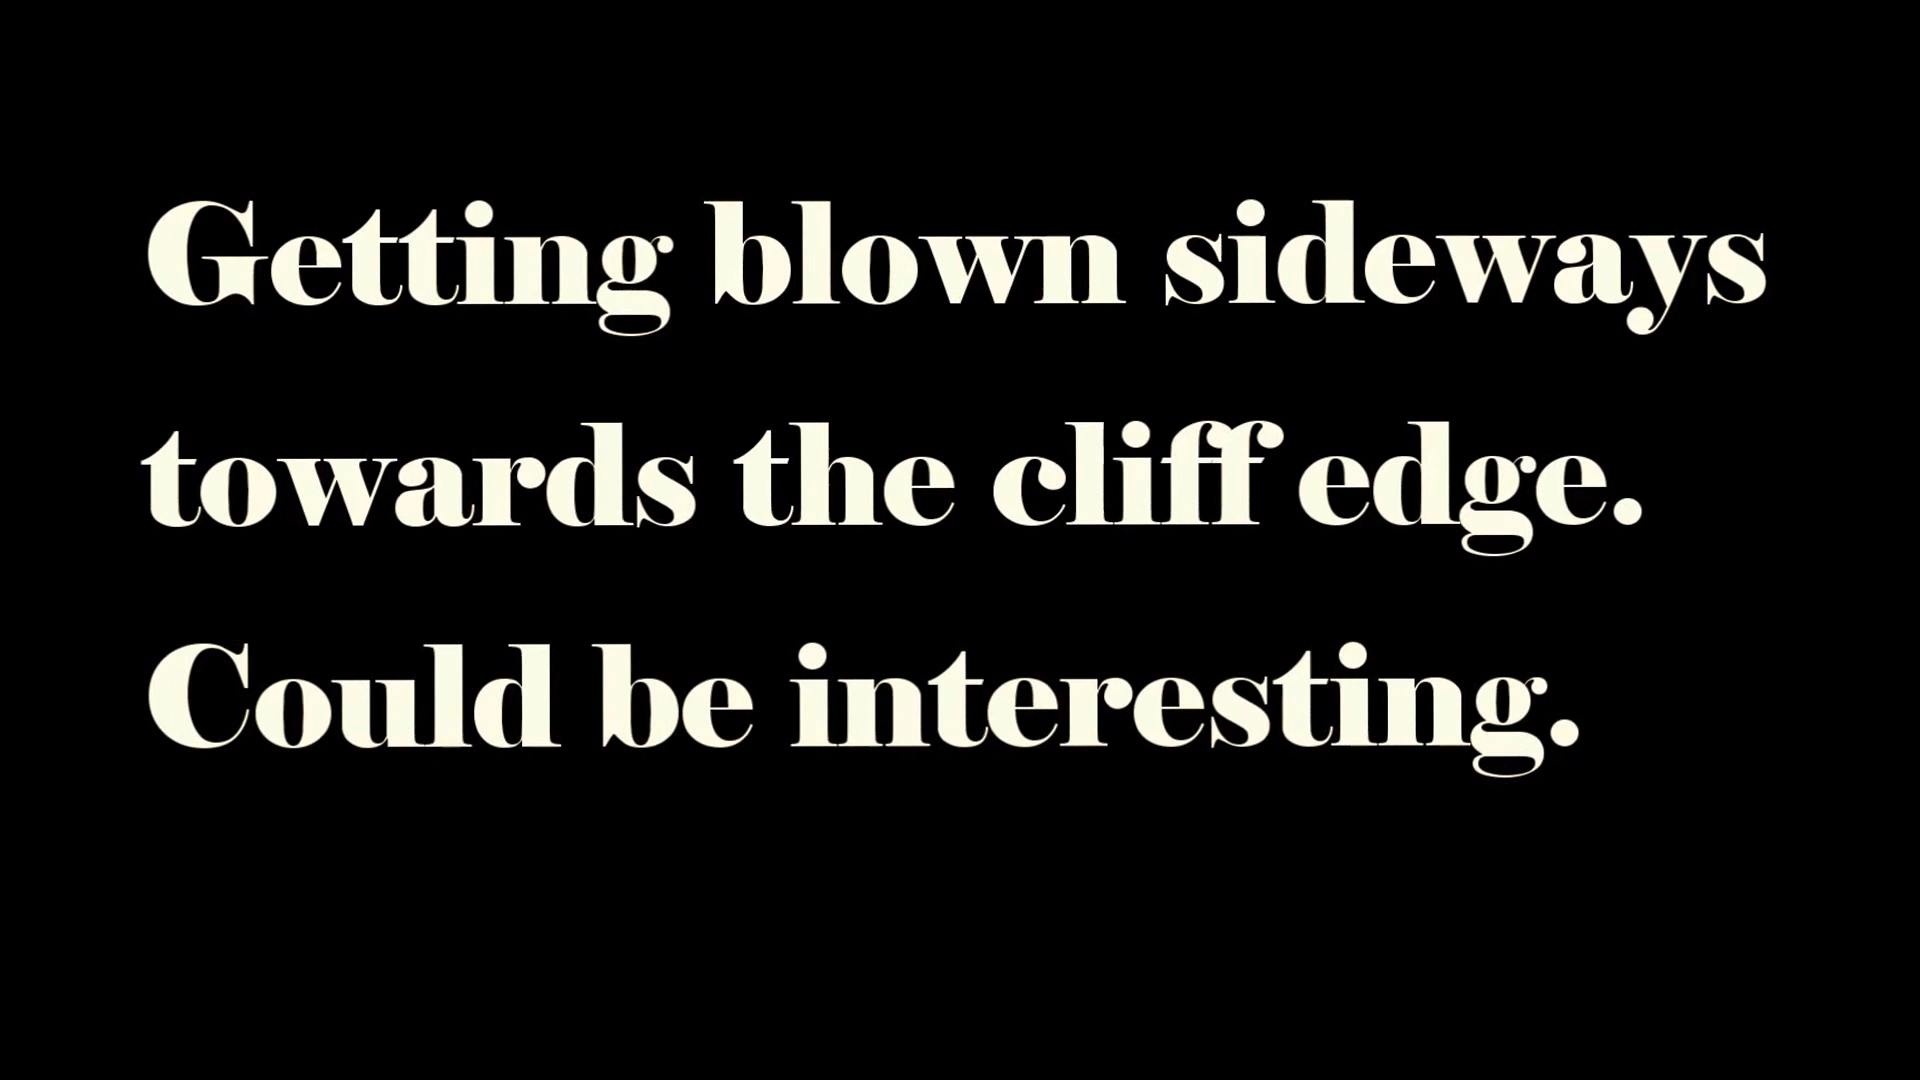 Getting blown sideways
towards the cliff edge.
Could be interesting.